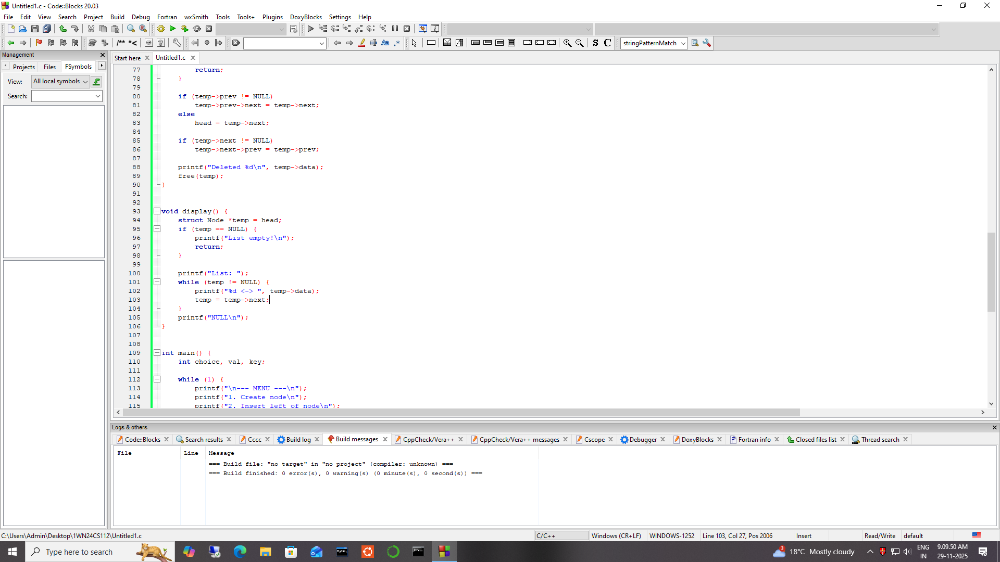 Untitled1.c - Code::Blocks 20.03
File Edit View Search Project Build Debug Fortran wxSmith Tools Tools+ Plugins DoxyBlocks Settings Help
/** *< Aa .* S C stringPatternMatch
Management
Projects Files FSymbols
View: All local symbols
Search:
Start here Untitled1.c
77 return;
78 }
79
80 if (temp->prev != NULL)
81 temp->prev->next = temp->next;
82 else
83 head = temp->next;
84
85 if (temp->next != NULL)
86 temp->next->prev = temp->prev;
87
88 printf("Deleted %d\n", temp->data);
89 free(temp);
90 }
91
92
93 void display() {
94 struct Node *temp = head;
95 if (temp == NULL) {
96 printf("List empty!\n");
97 return;
98 }
99
100 printf("List: ");
101 while (temp != NULL) {
102 printf("%d <-> ", temp->data);
103 temp = temp->next;
104 }
105 printf("NULL\n");
106 }
107
108
109 int main() {
110 int choice, val, key;
111
112 while (1) {
113 printf("\n--- MENU ---\n");
114 printf("1. Create node\n");
115 printf("2. Insert left of node\n");
Logs & others
Code::Blocks Search results Cccc Build log Build messages CppCheck/Vera++ CppCheck/Vera++ messages Cscope Debugger DoxyBlocks Fortran info Closed files list Thread search
File Line Message
=== Build file: "no target" in "no project" (compiler: unknown) ===
=== Build finished: 0 error(s), 0 warning(s) (0 minute(s), 0 second(s)) ===
C:\Users\Admin\Desktop\1WN24CS112\Untitled1.c C/C++ Windows (CR+LF) WINDOWS-1252 Line 103, Col 27, Pos 2006 Insert Read/Write default
Type here to search 3 18°C Mostly cloudy ENG IN 9.09.50 AM 29-11-2025